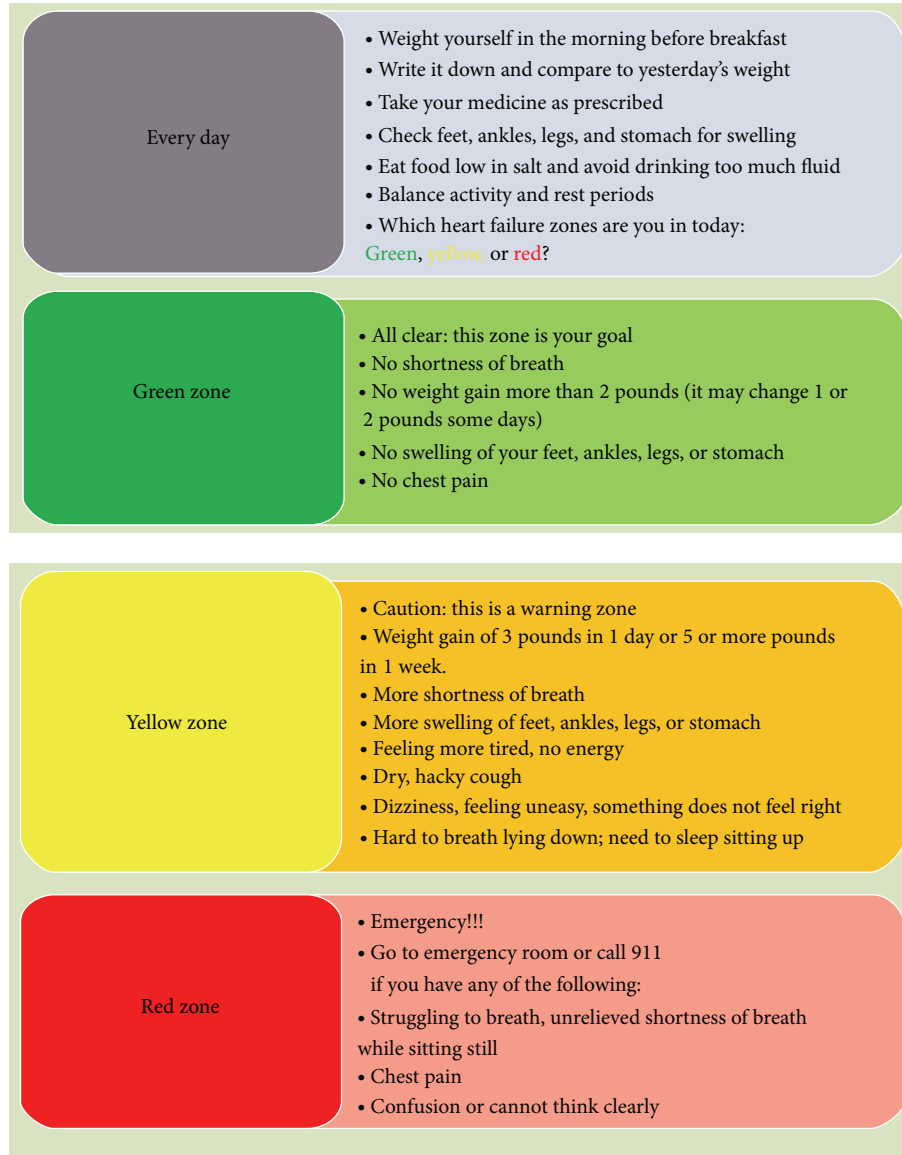 Every day
• Weight yourself in the morning before breakfast
• Write it down and compare to yesterday's weight
• Take your medicine as prescribed
• Check feet, ankles, legs, and stomach for swelling
• Eat food low in salt and avoid drinking too much fluid
• Balance activity and rest periods
• Which heart failure zones are you in today:
Green, yellow, or red?
Green zone
• All clear: this zone is your goal
• No shortness of breath
• No weight gain more than 2 pounds (it may change 1 or
2 pounds some days)
• No swelling of your feet, ankles, legs, or stomach
• No chest pain
Yellow zone
• Caution: this is a warning zone
• Weight gain of 3 pounds in 1 day or 5 or more pounds
in 1 week.
• More shortness of breath
• More swelling of feet, ankles, legs, or stomach
• Feeling more tired, no energy
• Dry, hacky cough
• Dizziness, feeling uneasy, something does not feel right
• Hard to breath lying down; need to sleep sitting up
Red zone
• Emergency!!!
• Go to emergency room or call 911
if you have any of the following:
• Struggling to breath, unrelieved shortness of breath
while sitting still
• Chest pain
• Confusion or cannot think clearly